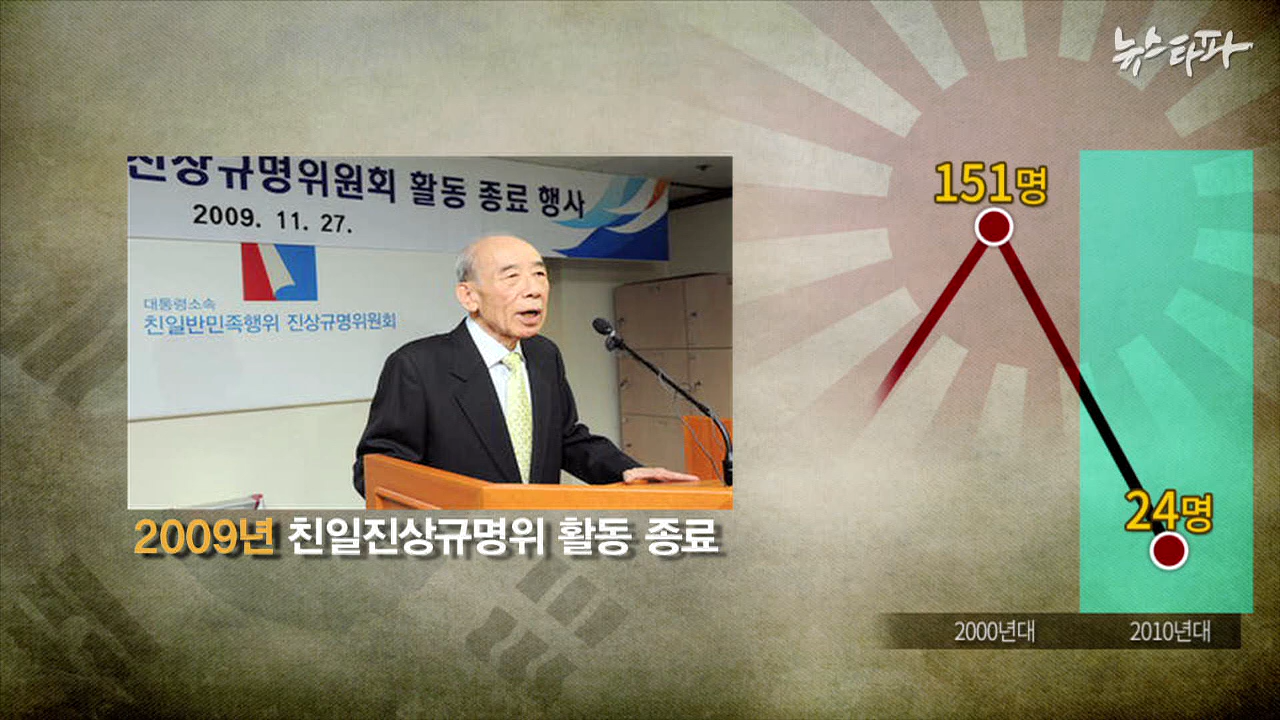 뉴스타파
진상규명위원회 활동 종료 행사
2009. 11. 27.
대통령소속
친일반민족행위 진상규명위원회
2009년 친일진상규명위 활동 종료
151명
24명
2000년대
2010년대